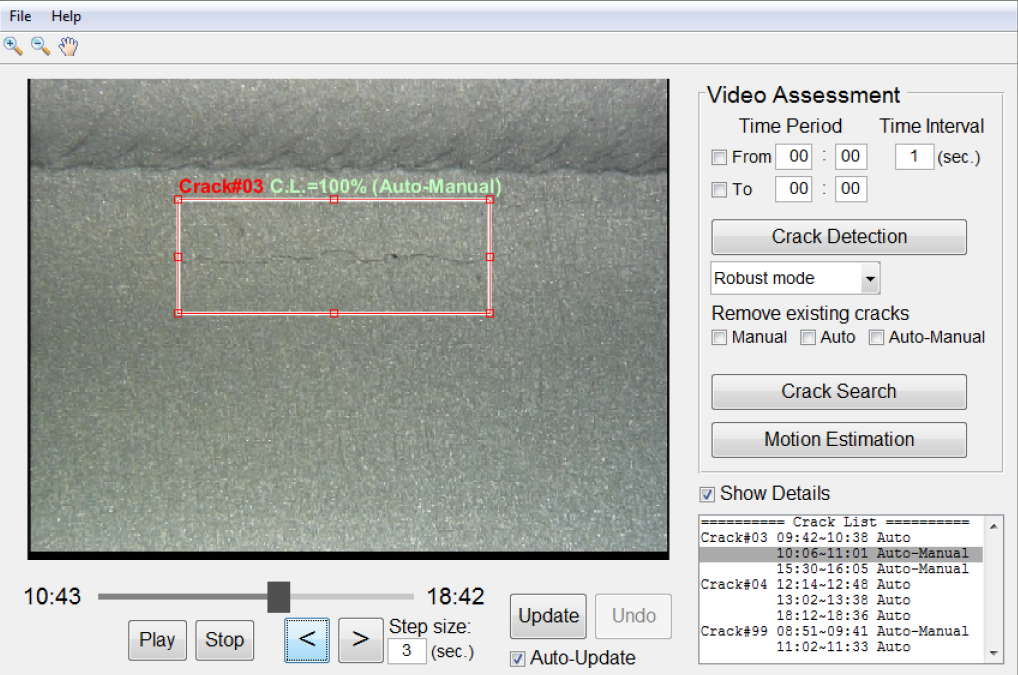 File Help
Crack#03 C.L.=100% (Auto-Manual)
10:43 18:42
Play Stop < > Step size:
3 (sec.)
Update Undo
Auto-Update
Video Assessment
Time Period Time Interval
From 00 : 00 1 (sec.)
To 00 : 00
Crack Detection
Robust mode
Remove existing cracks
Manual Auto Auto-Manual
Crack Search
Motion Estimation
Show Details
========== Crack List ==========
Crack#03 09:42~10:38 Auto
10:06~11:01 Auto-Manual
15:30~16:05 Auto-Manual
Crack#04 12:14~12:48 Auto
13:02~13:38 Auto
18:12~18:36 Auto
Crack#99 08:51~09:41 Auto-Manual
11:02~11:33 Auto